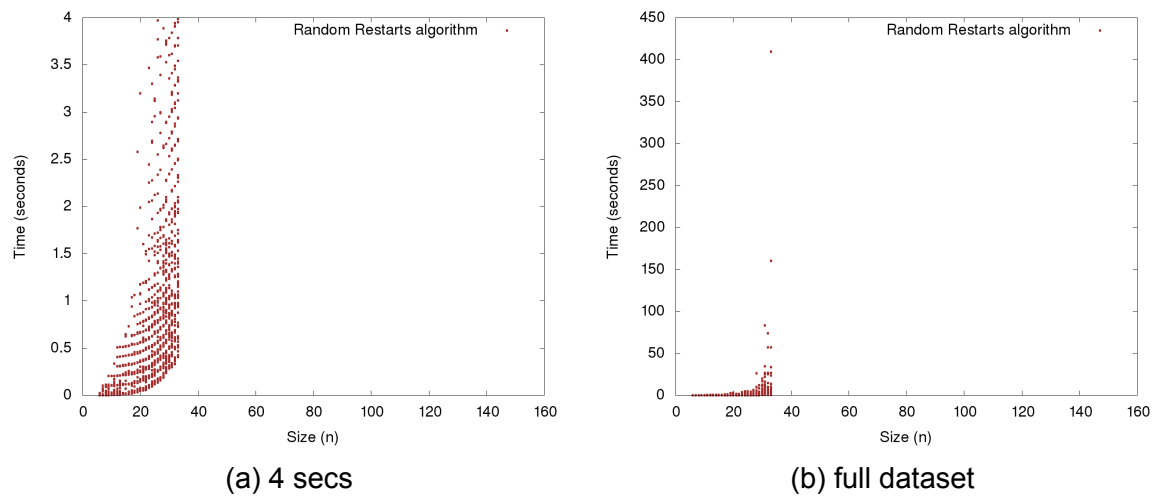 Random Restarts algorithm
4
3.5
3
2.5
2
1.5
1
0.5
0
0 20 40 60 80 100 120 140 160
Time (seconds)
Size (n)
(a) 4 secs
Random Restarts algorithm
450
400
350
300
250
200
150
100
50
0
0 20 40 60 80 100 120 140 160
Time (seconds)
Size (n)
(b) full dataset